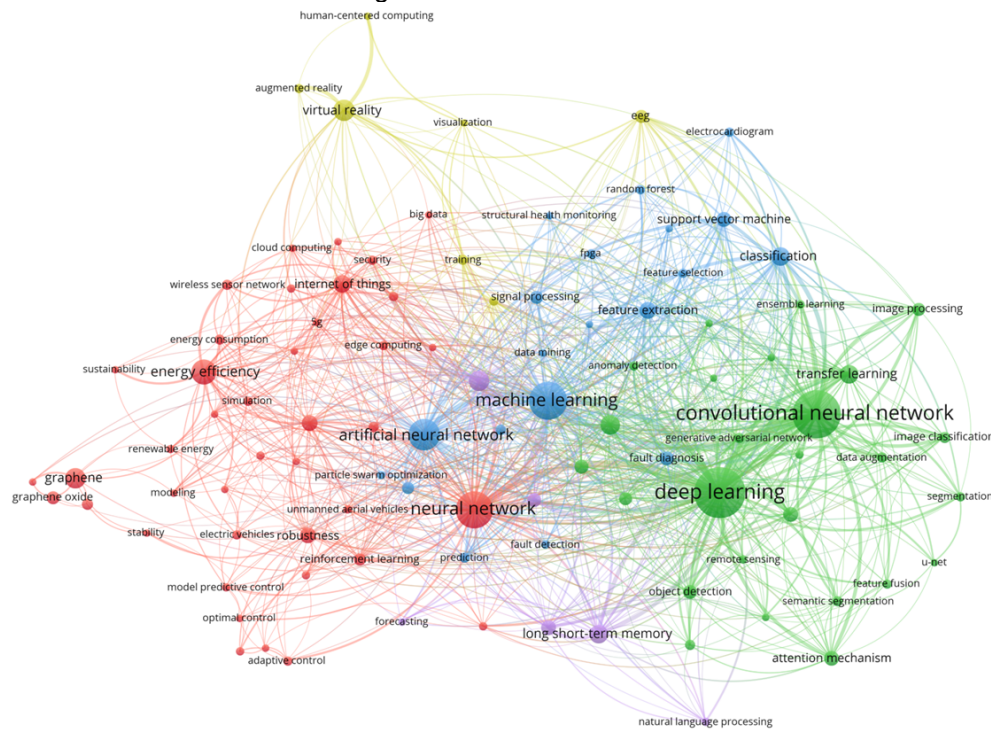 human-centered computing
augmented reality
virtual reality
visualization
eeg
electrocardiogram
random forest
big data
structural health monitoring
support vector machine
cloud computing
security
training
fpga
classification
feature selection
wireless sensor network
internet of things
signal processing
ensemble learning
feature extraction
image processing
5g
energy consumption
edge computing
data mining
anomaly detection
sustainability
energy efficiency
transfer learning
simulation
machine learning
convolutional neural network
artificial neural network
generative adversarial network
image classification
renewable energy
fault diagnosis
data augmentation
graphene
particle swarm optimization
modeling
deep learning
graphene oxide
segmentation
unmanned aerial vehicles
neural network
stability
electric vehicles
robustness
fault detection
reinforcement learning
prediction
remote sensing
u-net
model predictive control
object detection
feature fusion
semantic segmentation
optimal control
forecasting
long short-term memory
adaptive control
attention mechanism
natural language processing